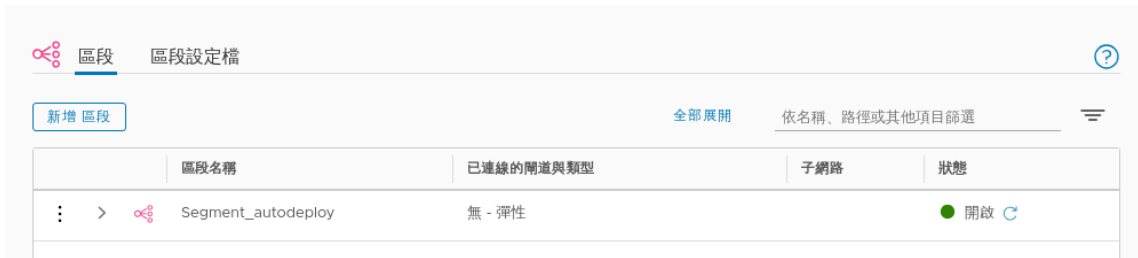 區段 區段設定檔
新增 區段 全部展開 依名稱、路徑或其他項目篩選
區段名稱 已連線的閘道與類型 子網路 狀態
Segment_autodeploy 無 - 彈性 開啟